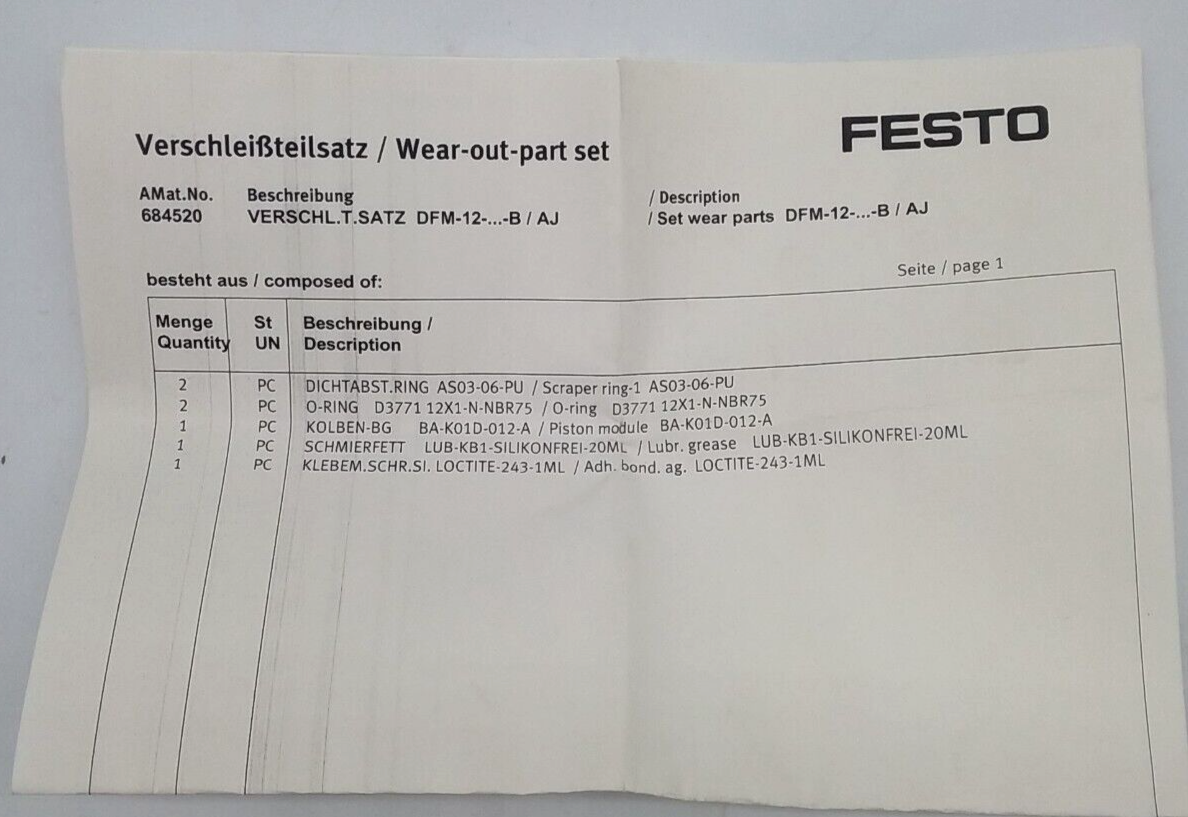 FESTO
Verschleißteilsatz / Wear-out-part set
AMat.No. Beschreibung / Description
684520 VERSCHL.T.SATZ DFM-12-...-B / AJ / Set wear parts DFM-12-...-B / AJ
Seite / page 1
besteht aus / composed of:
Menge St Beschreibung /
Quantity UN Description
2 PC DICHTABST.RING AS03-06-PU / Scraper ring-1 AS03-06-PU
2 PC O-RING D3771 12X1-N-NBR75 / O-ring D3771 12X1-N-NBR75
1 PC KOLBEN-BG BA-K01D-012-A / Piston module BA-K01D-012-A
1 PC SCHMIERFETT LUB-KB1-SILIKONFREI-20ML / Lubr. grease LUB-KB1-SILIKONFREI-20ML
1 PC KLEBEM.SCHR.SI. LOCTITE-243-1ML / Adh. bond. ag. LOCTITE-243-1ML